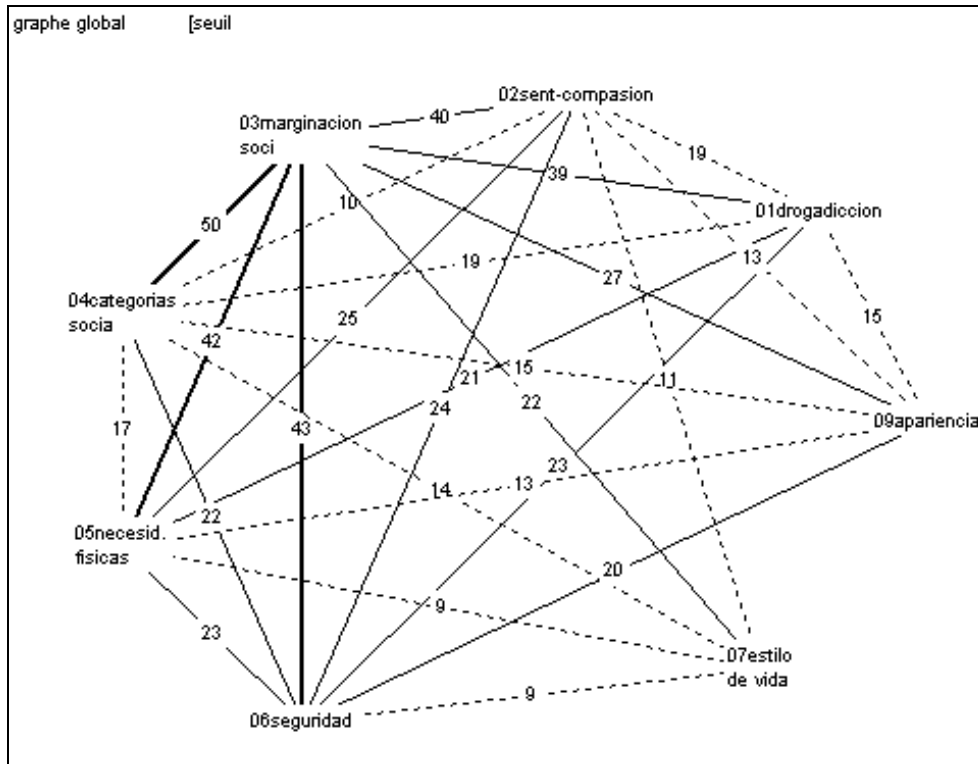 graphe global [seuil
02sent-compasion
03marginacion
soci
40
19
39
01drogadiccion
10
50
19
13
27
04categorias
socia
25
15
42
15
21
11
22
24
09apariencia
17
43
23
13
14
22
05necesid.
fisicas
20
9
23
07estilo
de vida
9
06seguridad